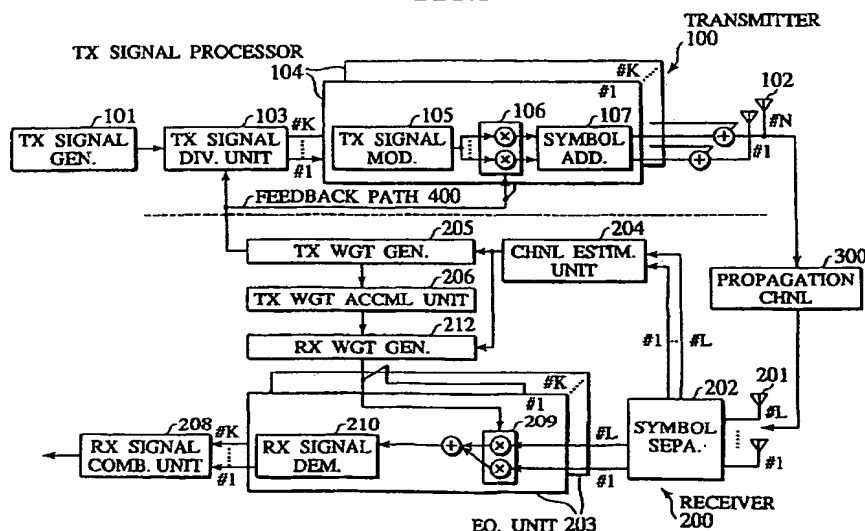 TRANSMITTER
100
TX SIGNAL PROCESSOR
104
#K
#1
102
#N
#1
101
TX SIGNAL
GEN.
103
TX SIGNAL
DIV. UNIT
#K
#1
105
TX SIGNAL
MOD.
106
107
SYMBOL
ADD.
FEEDBACK PATH 400
205
TX WGT GEN.
204
CHNL ESTIM.
UNIT
300
PROPAGATION
CHNL
206
TX WGT ACCML UNIT
212
RX WGT GEN.
#1
#L
#K
#1
202
SYMBOL
SEPA.
201
#L
#1
208
RX SIGNAL
COMB. UNIT
#K
#1
210
RX SIGNAL
DEM.
209
#L
#1
EQ. UNIT 203
RECEIVER
200